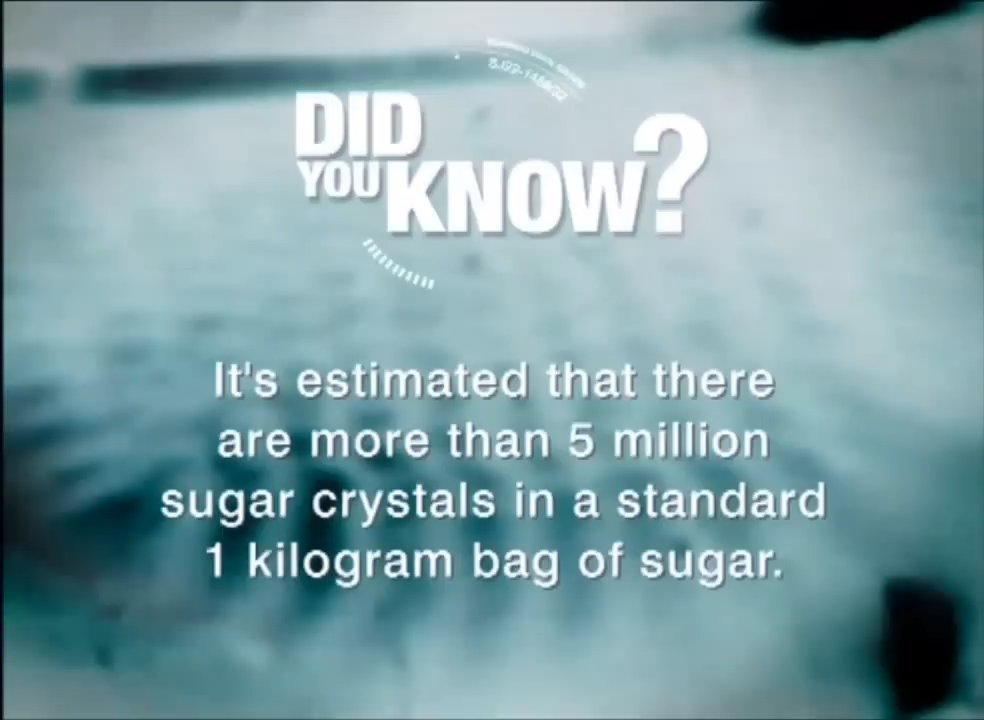 DID
YOU KNOW?
It's estimated that there
are more than 5 million
sugar crystals in a standard
1 kilogram bag of sugar.